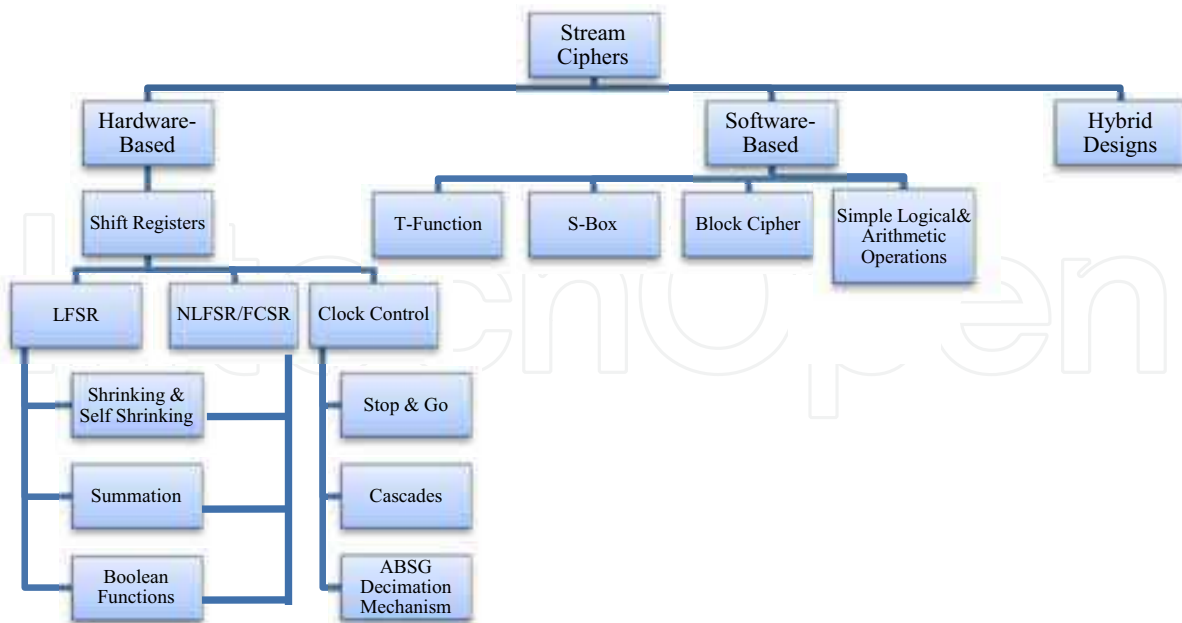 Stream
Ciphers
Hardware-
Based
Software-
Based
Hybrid
Designs
Shift Registers
T-Function
S-Box
Block Cipher
Simple Logical&
Arithmetic
Operations
LFSR
NLFSR/FCSR
Clock Control
Shrinking &
Self Shrinking
Stop & Go
Summation
Cascades
Boolean
Functions
ABSG
Decimation
Mechanism
IntechOpen